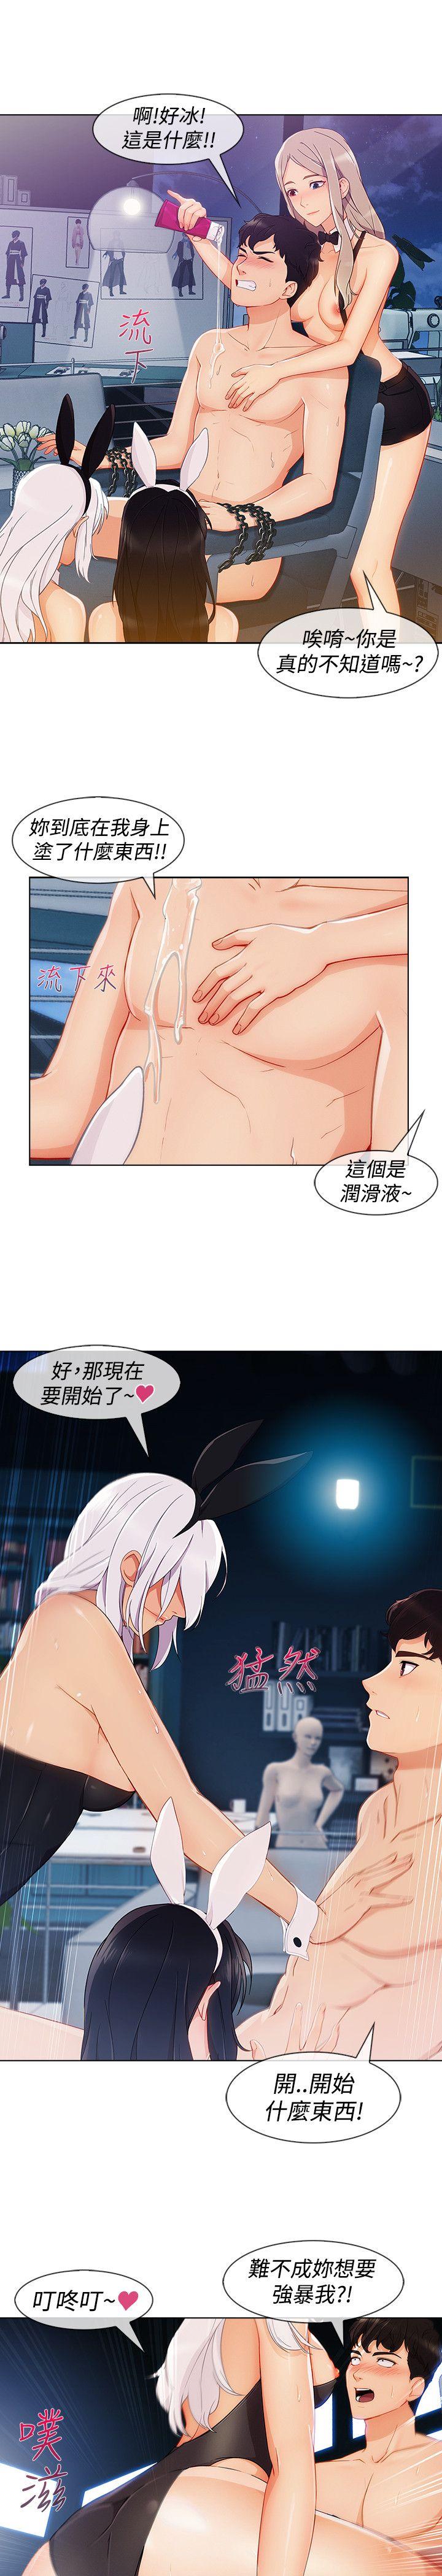 啊!好冰!
這是什麼!!
流
下
唉唷~你是
真的不知道嗎~?
妳到底在我身上
塗了什麼東西!!
流下來
這個是
潤滑液~
好,那現在
要開始了~♥
猛然
開..開始
什麼東西!
難不成妳想要
強暴我?!
叮咚叮~♥
噗
滋